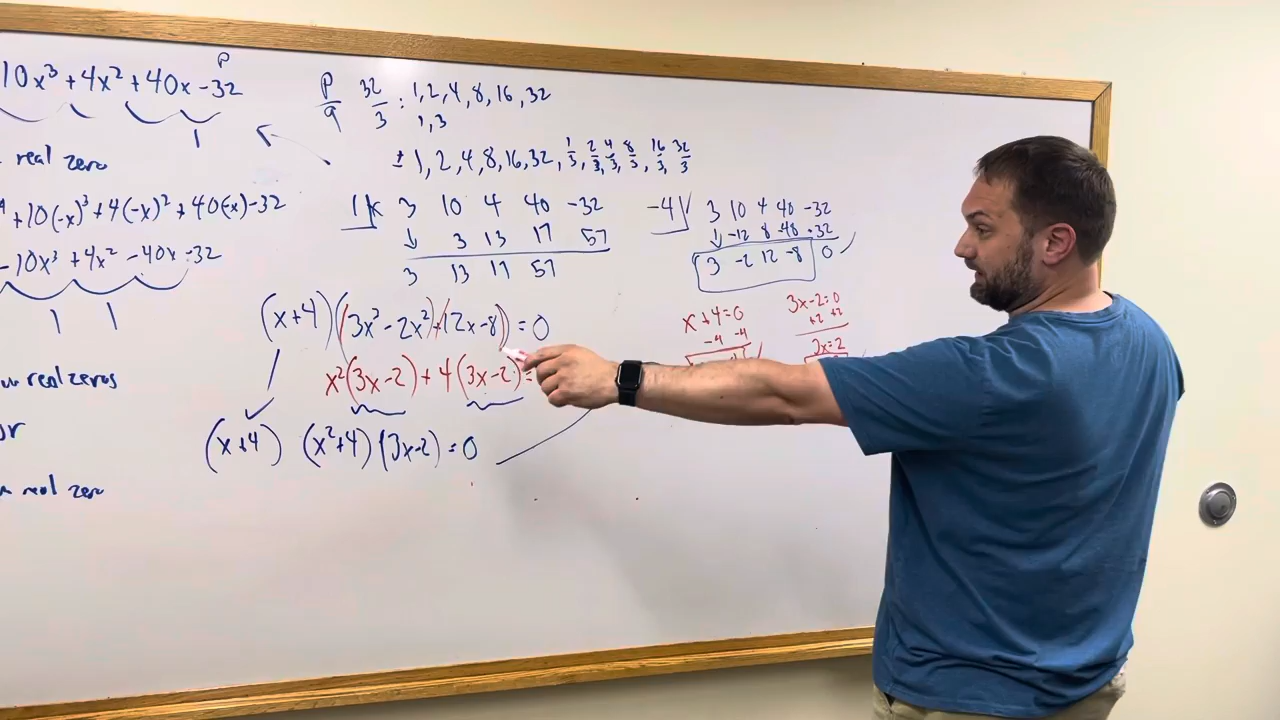 P
10x³ + 4x² + 40x - 32
real zero
+10(-x)³ + 4(-x)² + 40(-x) - 32
- 10x³ + 4x² - 40x - 32
real zeros
or
real zero
P/q 32/3 : 1, 2, 4, 8, 16, 32
1, 3
± 1, 2, 4, 8, 16, 32, 1/3, 2/3, 4/3, 8/3, 16/3, 32/3
1 3 10 4 40 -32
↓ 3 13 17 57
3 13 17 57
-4 3 10 4 40 -32
↓ -12 8 -48 +32
3 -2 12 -8 0
(x+4)(3x³ - 2x²) + (12x - 8) = 0
x²(3x-2) + 4(3x-2) =
(x+4) (x²+4)(3x-2) = 0
x+4=0
-4 -4
3x-2=0
+2 +2
3x=2